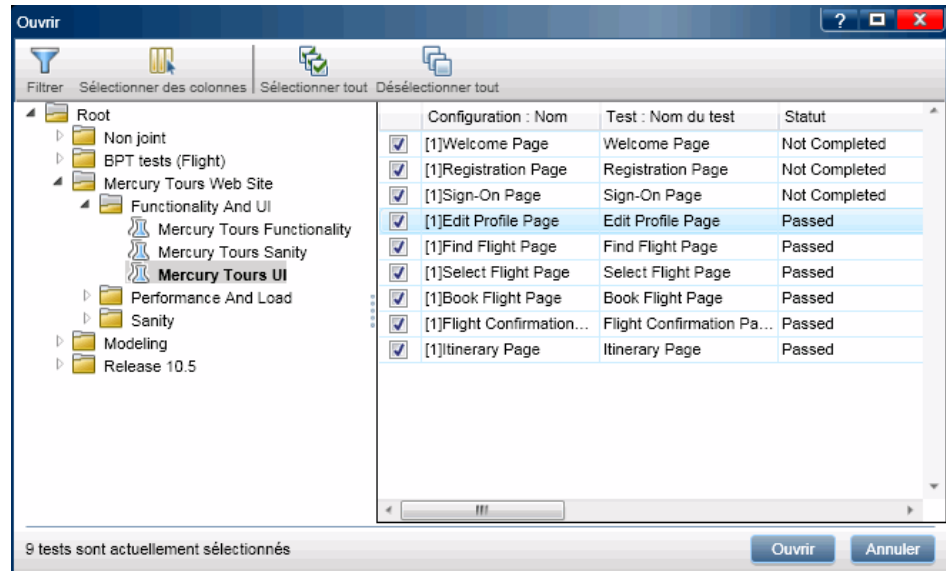 Ouvrir
Filtrer Sélectionner des colonnes Sélectionner tout Désélectionner tout
Root
Non joint
BPT tests (Flight)
Mercury Tours Web Site
Functionality And UI
Mercury Tours Functionality
Mercury Tours Sanity
Mercury Tours UI
Performance And Load
Sanity
Modeling
Release 10.5
Configuration : Nom Test : Nom du test Statut
[1]Welcome Page Welcome Page Not Completed
[1]Registration Page Registration Page Not Completed
[1]Sign-On Page Sign-On Page Not Completed
[1]Edit Profile Page Edit Profile Page Passed
[1]Find Flight Page Find Flight Page Passed
[1]Select Flight Page Select Flight Page Passed
[1]Book Flight Page Book Flight Page Passed
[1]Flight Confirmation... Flight Confirmation Pa... Passed
[1]Itinerary Page Itinerary Page Passed
9 tests sont actuellement sélectionnés
Ouvrir Annuler